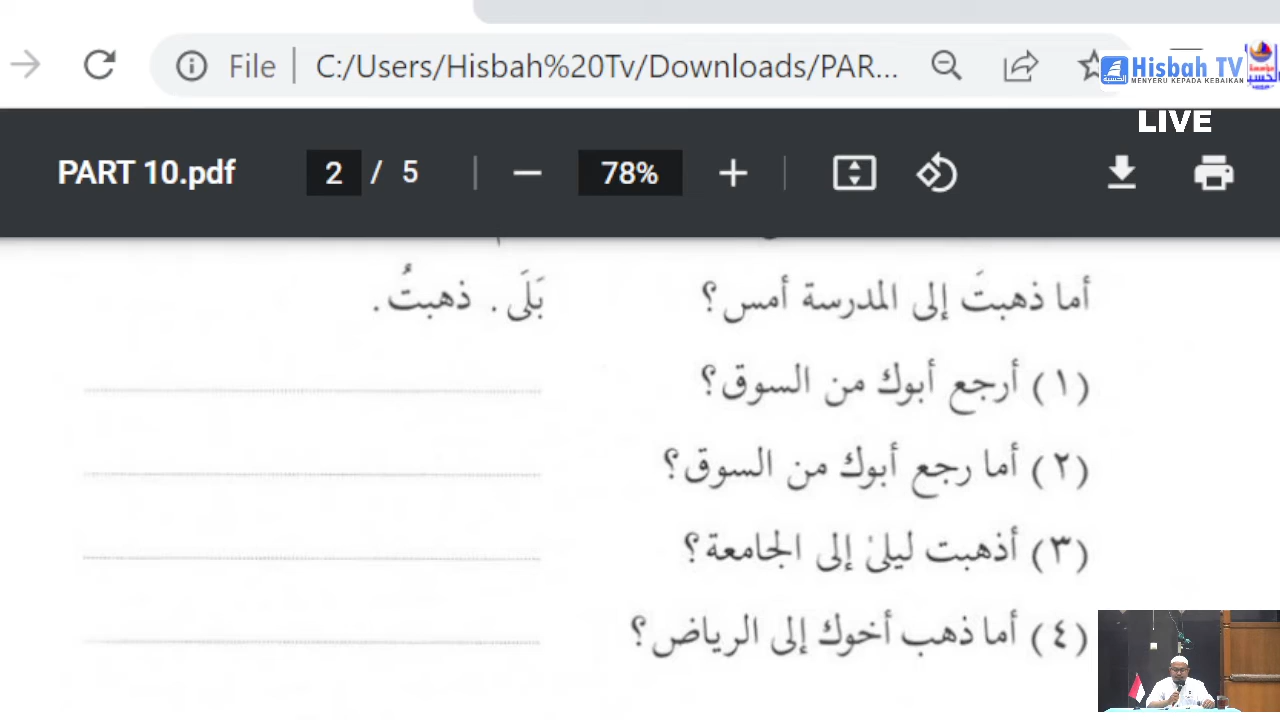 File | C:/Users/Hisbah%20Tv/Downloads/PAR...
Hisbah TV
MENYERU KEPADA KEBAIKAN
LIVE
PART 10.pdf 2 / 5 78%
أما ذهبتَ إلى المدرسة أمس؟ بَلَى. ذهبتُ.
(١) أرجع أبوك من السوق؟
(٢) أما رجع أبوك من السوق؟
(٣) أذهبت ليلىٰ إلى الجامعة؟
(٤) أما ذهب أخوك إلى الرياض؟